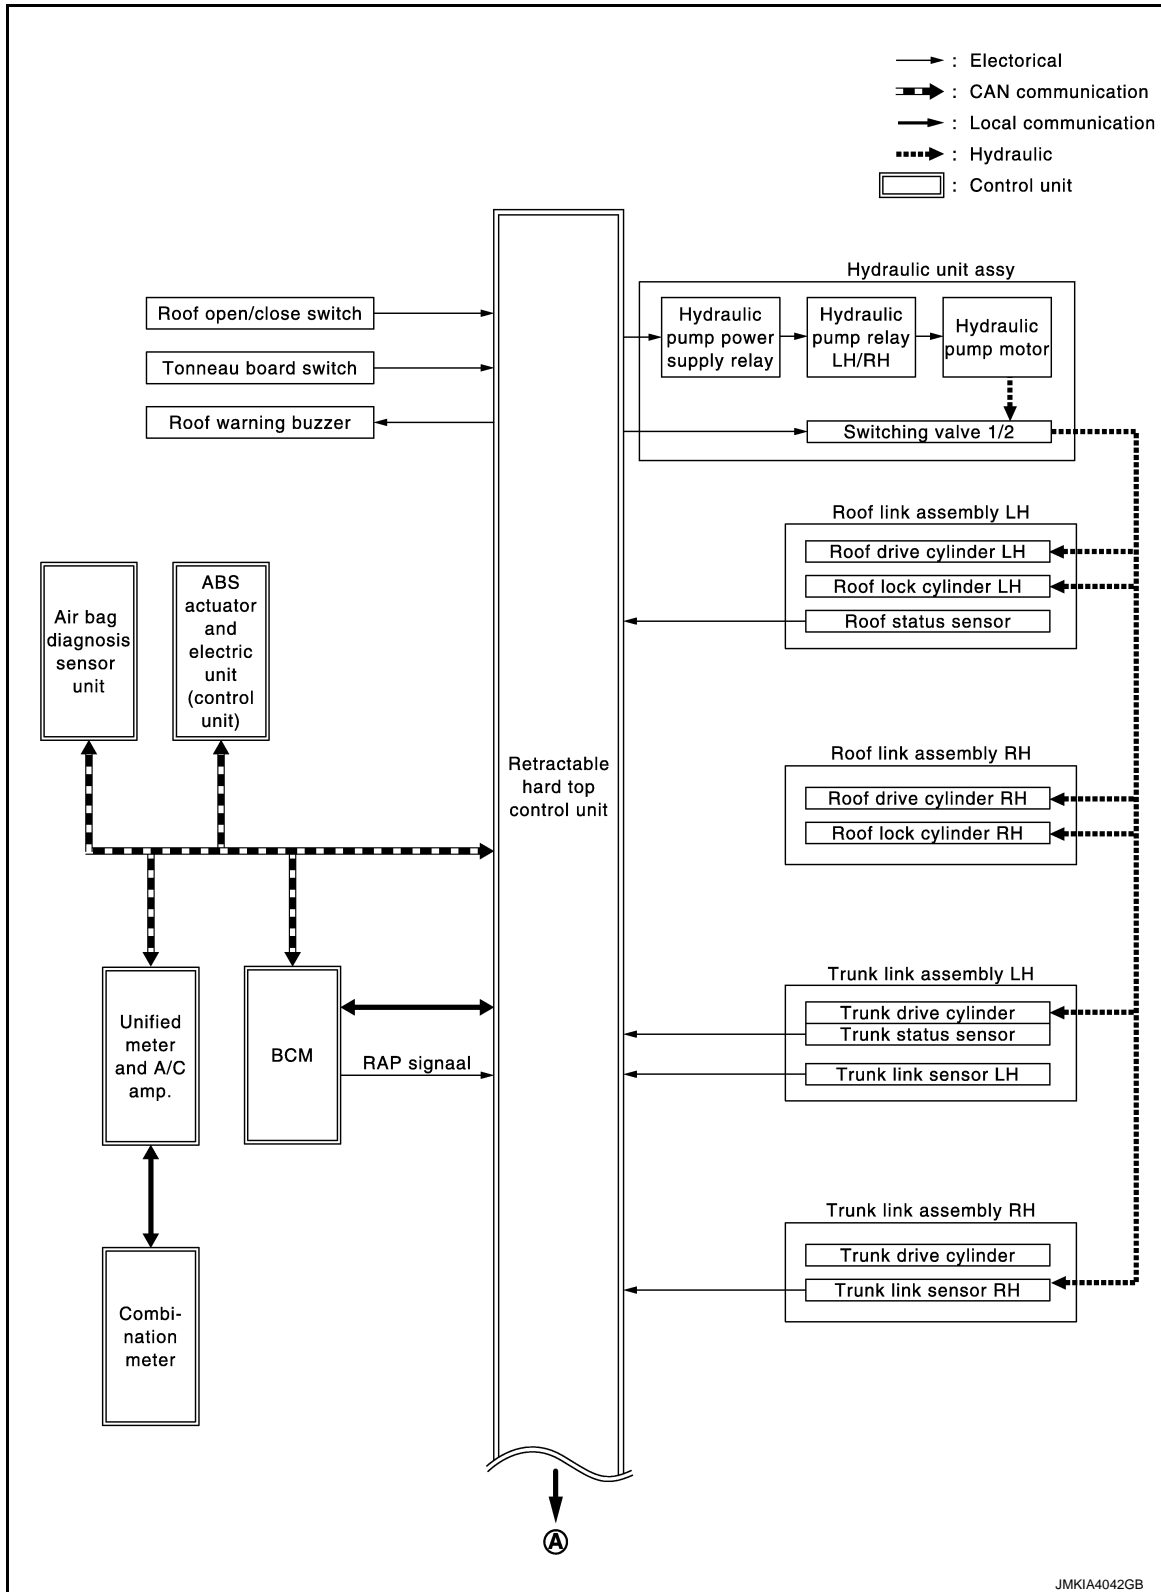 : Electorical
: CAN communication
: Local communication
: Hydraulic
: Control unit
Hydraulic unit assy
Roof open/close switch
Tonneau board switch
Roof warning buzzer
Hydraulic
pump power
supply relay
Hydraulic
pump relay
LH/RH
Hydraulic
pump motor
Switching valve 1/2
Roof link assembly LH
Roof drive cylinder LH
Roof lock cylinder LH
Roof status sensor
Air bag
diagnosis
sensor
unit
ABS
actuator
and
electric
unit
(control
unit)
Retractable
hard top
control unit
Roof link assembly RH
Roof drive cylinder RH
Roof lock cylinder RH
Unified
meter
and A/C
amp.
BCM
RAP signaal
Trunk link assembly LH
Trunk drive cylinder
Trunk status sensor
Trunk link sensor LH
Trunk link assembly RH
Trunk drive cylinder
Trunk link sensor RH
Combi-
nation
meter
A
JMKIA4042GB